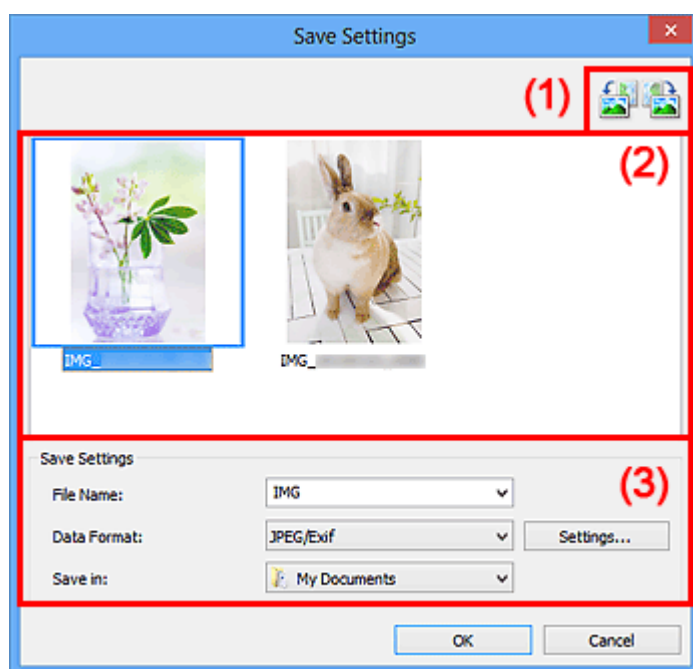 Save Settings
(1)
(2)
IMG_
IMG_
Save Settings
(3)
File Name:
IMG
Data Format:
JPEG/Exif
Settings...
Save in:
My Documents
OK
Cancel